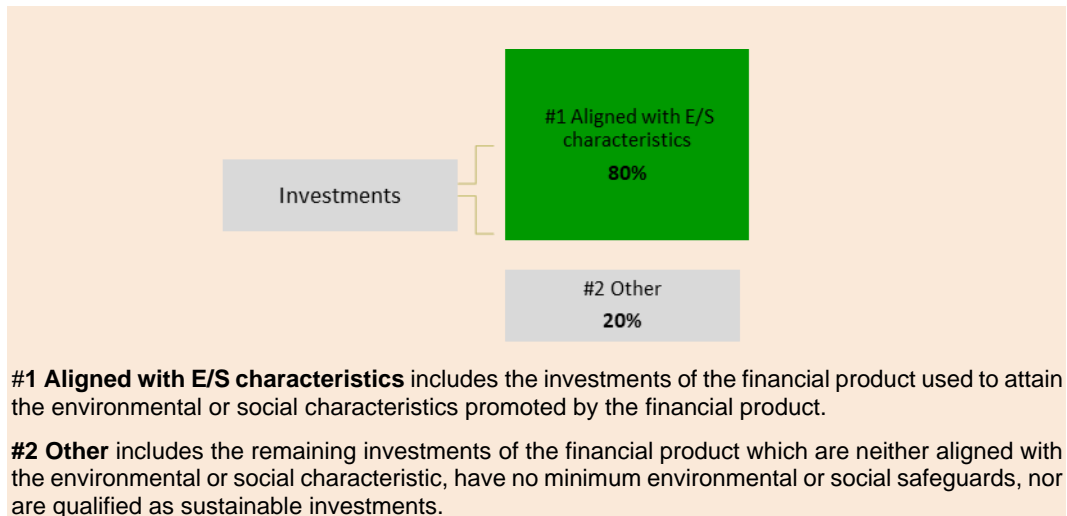 #1 Aligned with E/S
characteristics
80%
Investments
#2 Other
20%
#1 Aligned with E/S characteristics includes the investments of the financial product used to attain
the environmental or social characteristics promoted by the financial product.
#2 Other includes the remaining investments of the financial product which are neither aligned with
the environmental or social characteristic, have no minimum environmental or social safeguards, nor
are qualified as sustainable investments.